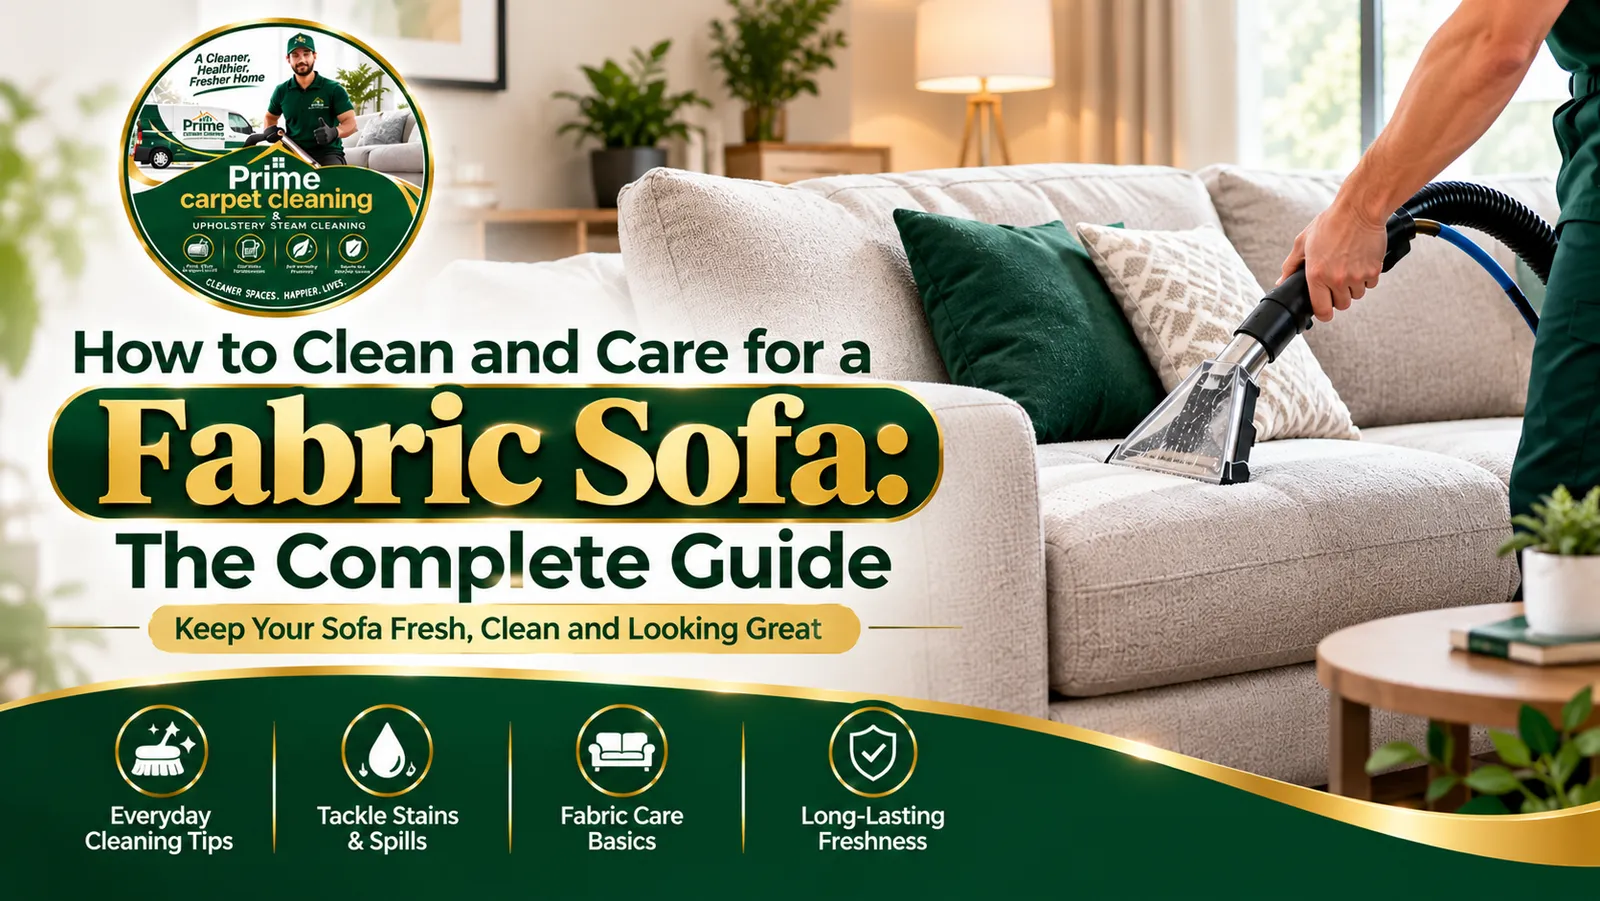 A Cleaner,
Healthier,
Fresher Home
Prime
Prime
carpet cleaning
&
UPHOLSTERY STEAM CLEANING
CLEANER SPACES. HAPPIER. LIVES.
How to Clean and Care for a
Fabric Sofa:
The Complete Guide
Keep Your Sofa Fresh, Clean and Looking Great
Everyday
Cleaning Tips
Tackle Stains
& Spills
Fabric Care
Basics
Long-Lasting
Freshness